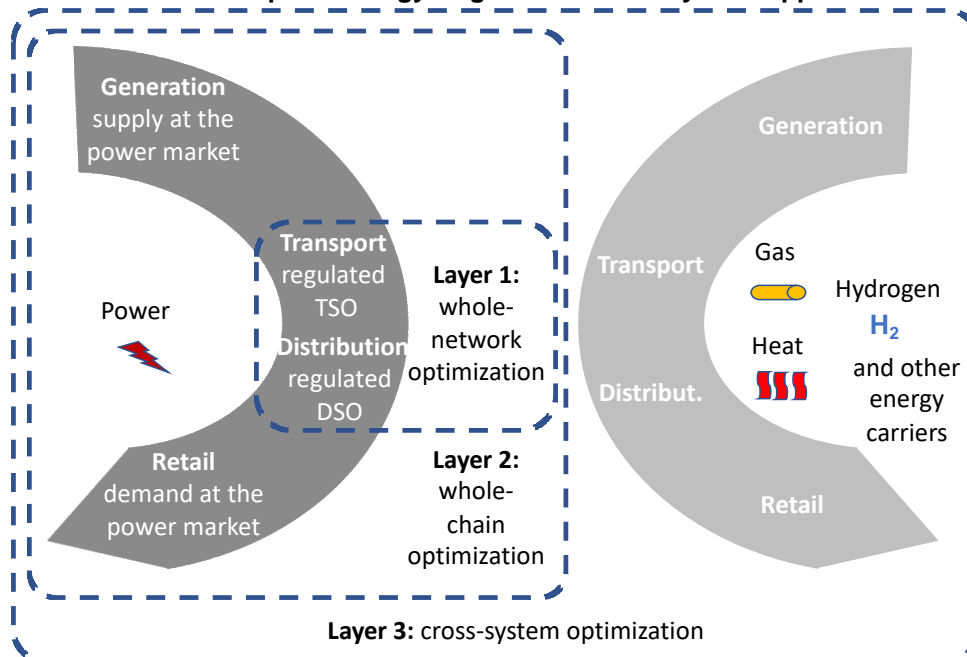 Generation
supply at the
power market
Transport
regulated
TSO
Distribution
regulated
DSO
Retail
demand at the
power market
Power
Layer 1:
whole-
network
optimization
Layer 2:
whole-
chain
optimization
Generation
Transport
Distribut.
Retail
Gas
Heat
Hydrogen
H₂
and other
energy
carriers
Layer 3: cross-system optimization